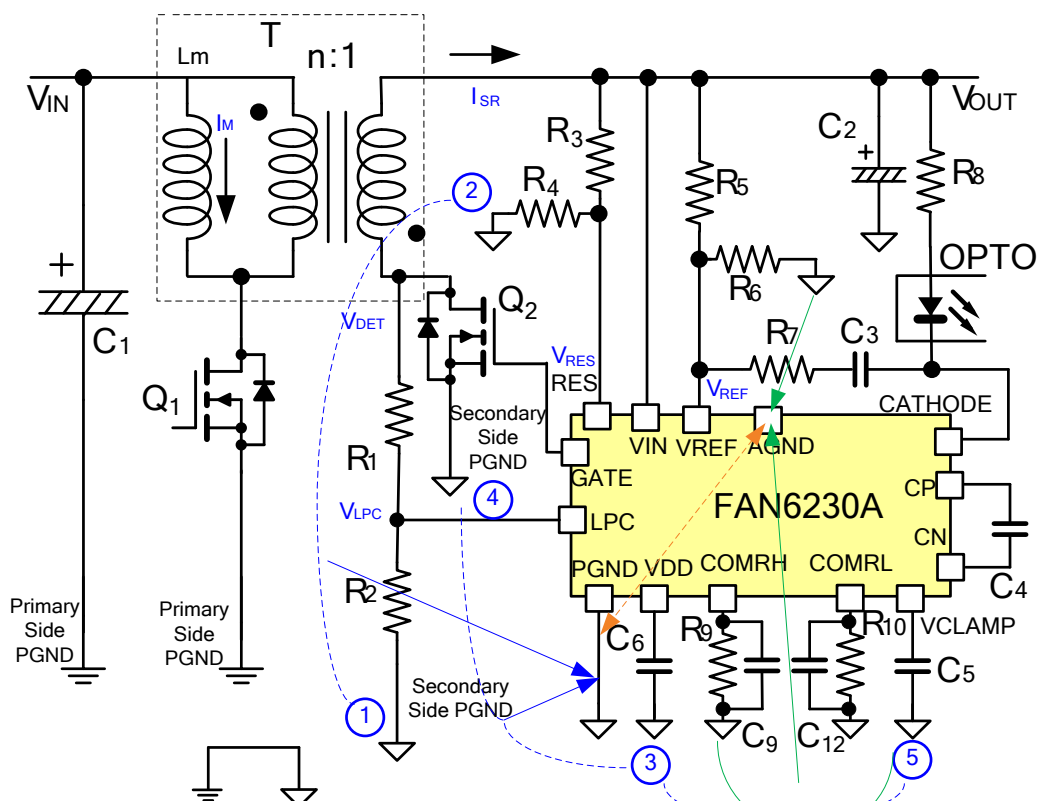 T
Lm
n:1
VIN
IM
ISR
VOUT
C2
+
R3
R4
R5
R8
2
R6
OPTO
+
C1
Q2
VDET
R7
C3
VRES
RES
VREF
Q1
Secondary
Side
PGND
CATHODE
VIN
VREF
AGND
R1
GATE
CP
4
FAN6230A
VLPC
LPC
CN
PGND
VDD
COMRH
COMRL
C4
R2
Primary
Side
PGND
Primary
Side
PGND
C6
R9
R10
VCLAMP
C5
Secondary
Side PGND
1
C9
C12
3
5